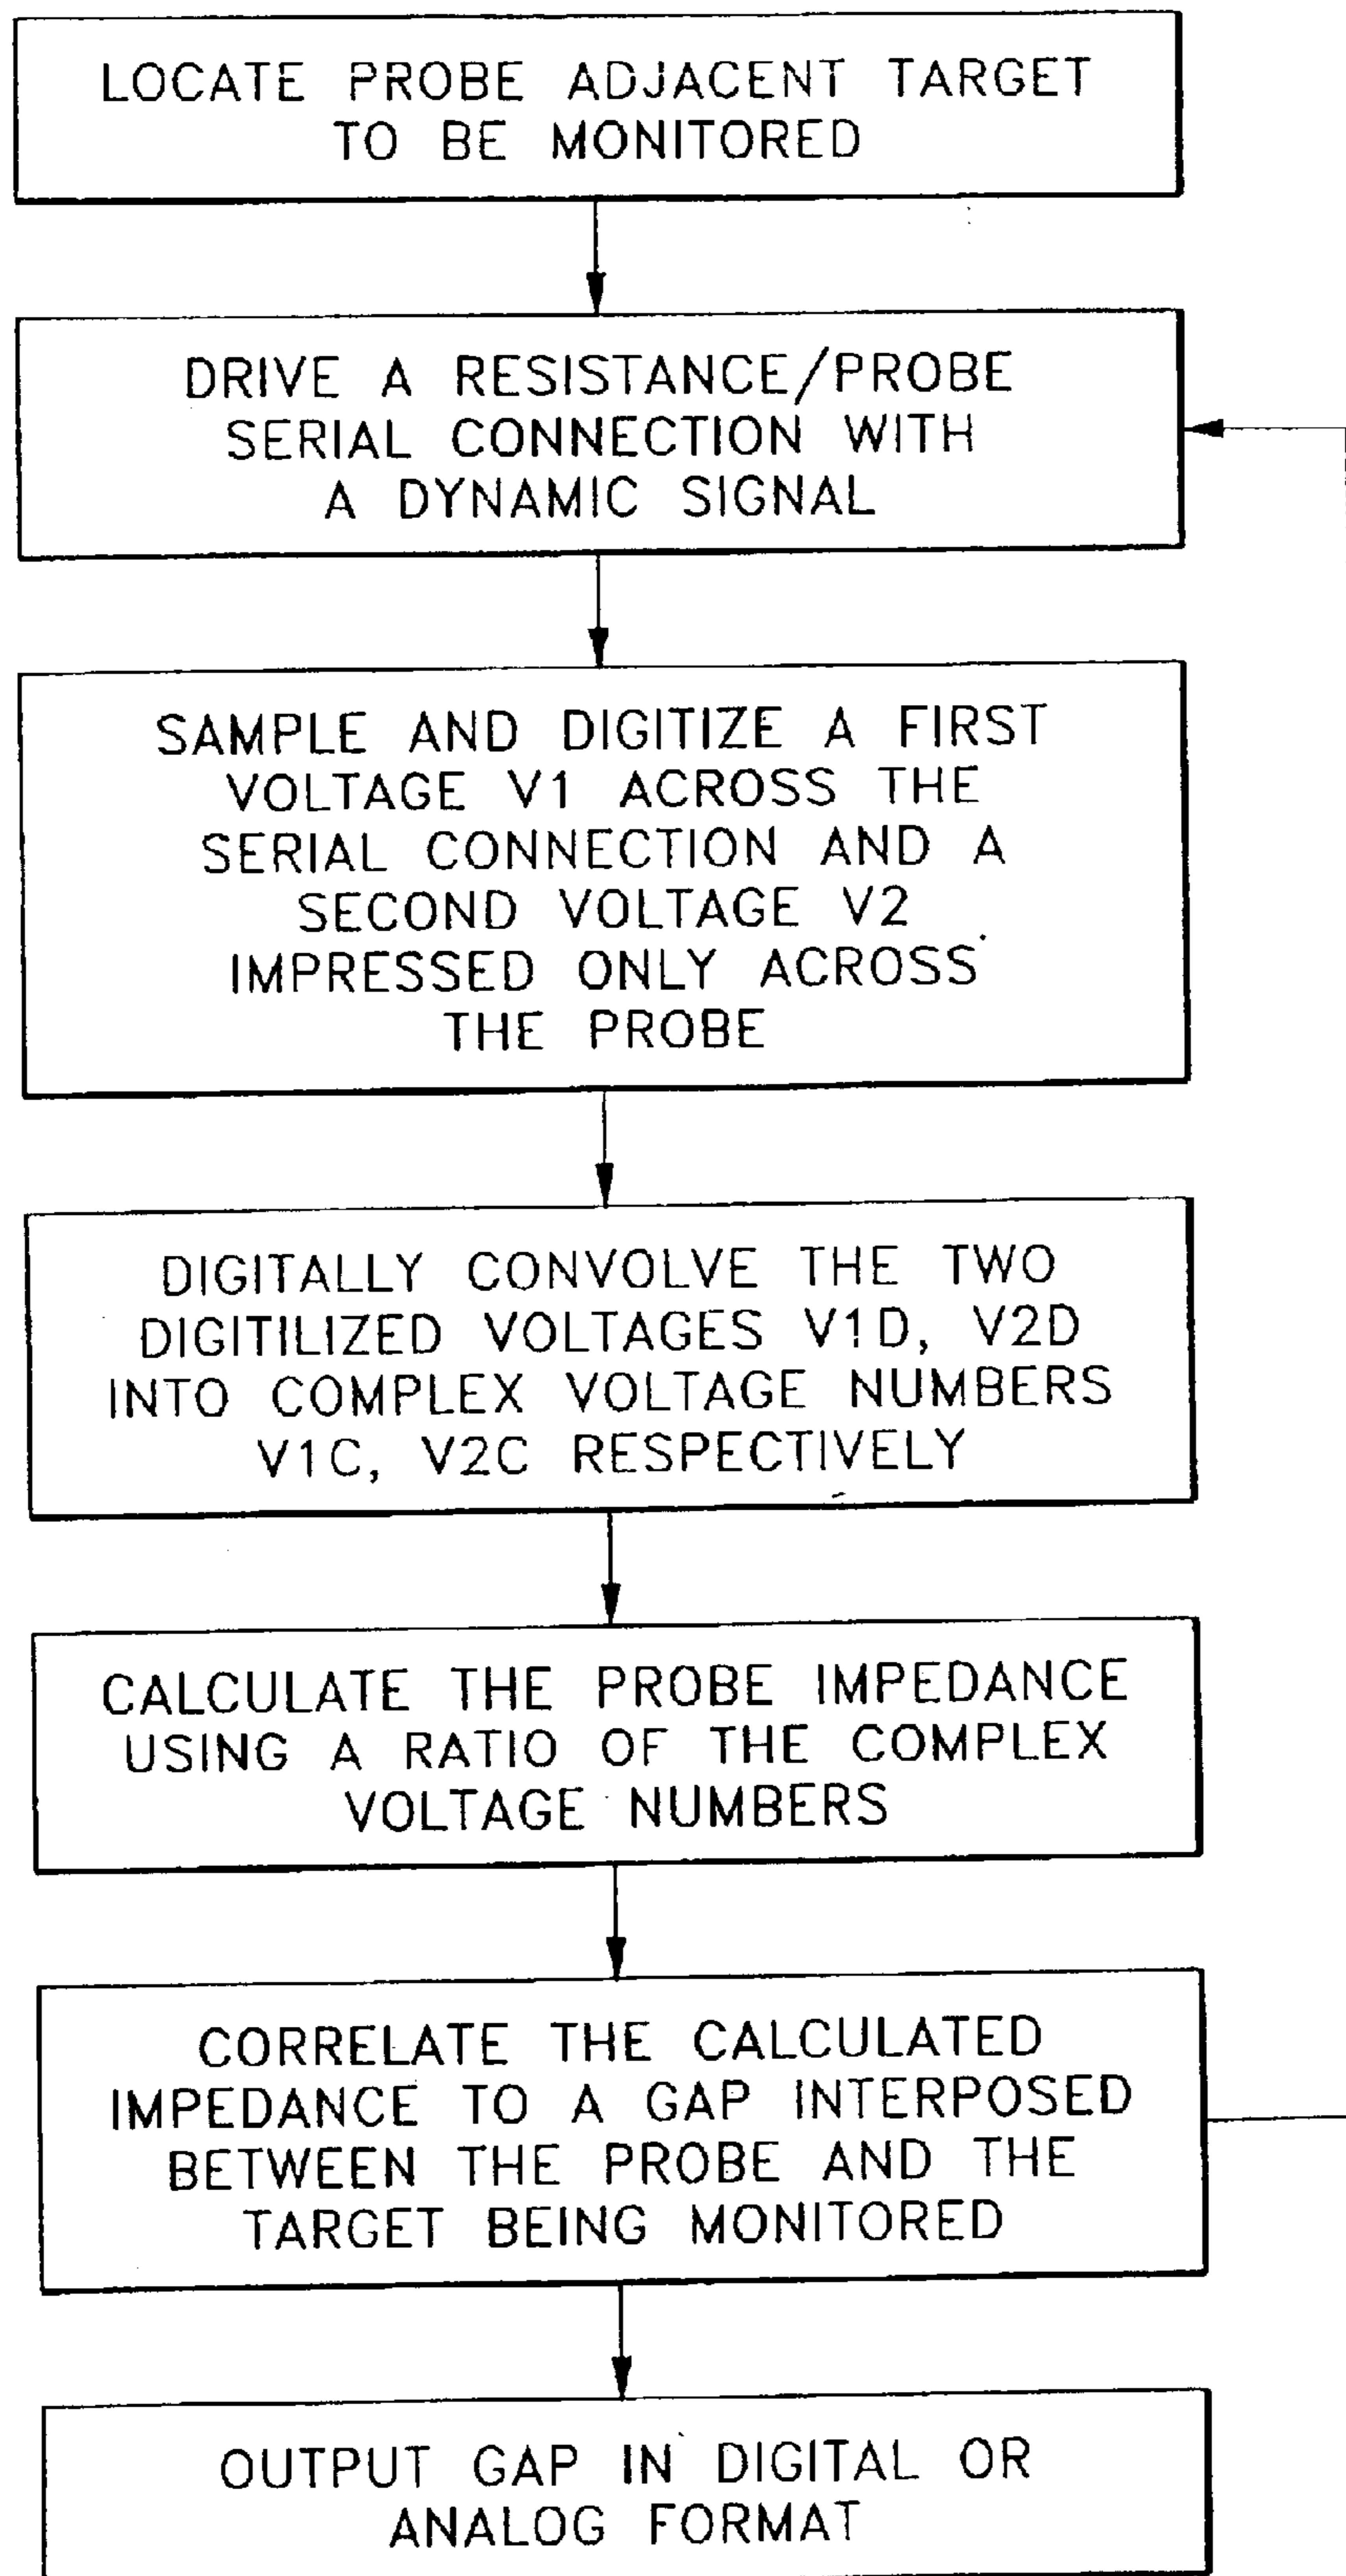 LOCATE PROBE ADJACENT TARGET
TO BE MONITORED
DRIVE A RESISTANCE/PROBE
SERIAL CONNECTION WITH
A DYNAMIC SIGNAL
SAMPLE AND DIGITIZE A FIRST
VOLTAGE V1 ACROSS THE
SERIAL CONNECTION AND A
SECOND VOLTAGE V2
IMPRESSED ONLY ACROSS
THE PROBE
DIGITALLY CONVOLVE THE TWO
DIGITILIZED VOLTAGES V1D, V2D
INTO COMPLEX VOLTAGE NUMBERS
V1C, V2C RESPECTIVELY
CALCULATE THE PROBE IMPEDANCE
USING A RATIO OF THE COMPLEX
VOLTAGE NUMBERS
CORRELATE THE CALCULATED
IMPEDANCE TO A GAP INTERPOSED
BETWEEN THE PROBE AND THE
TARGET BEING MONITORED
OUTPUT GAP IN DIGITAL OR
ANALOG FORMAT